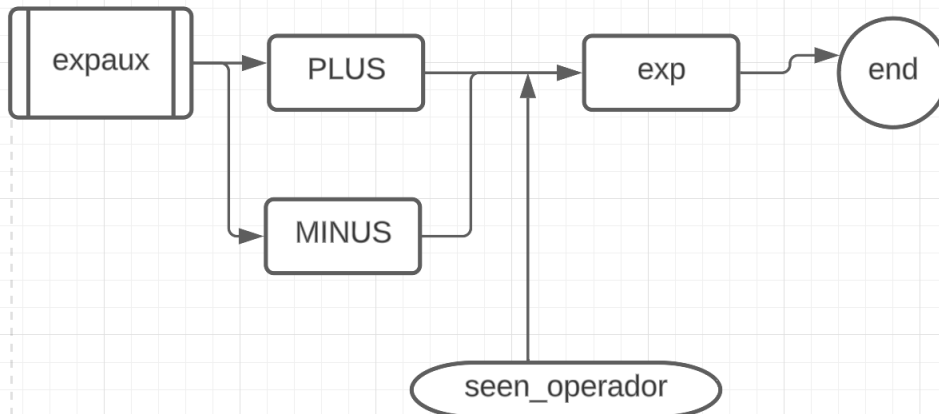 expaux
PLUS
exp
end
MINUS
seen_operador